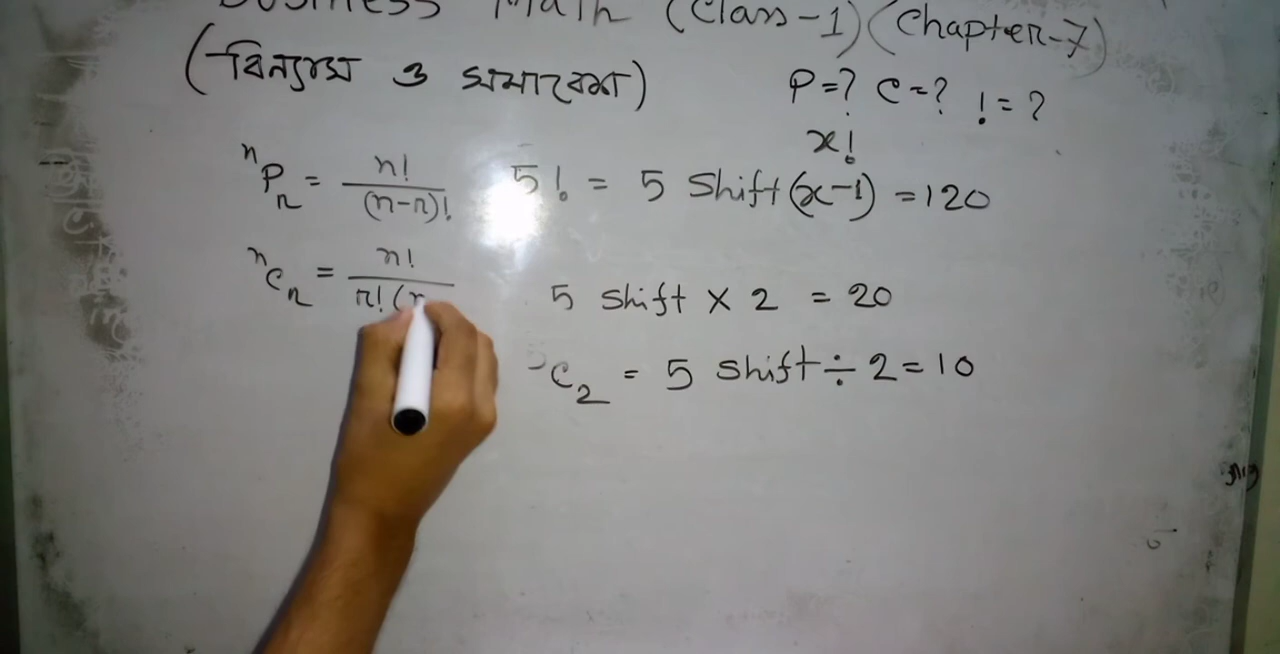 Business Math (Class-1) (Chapter-7)
(বিন্যাস ও সমাবেশ) P=? C=? !=?
x!
ⁿPᵣ = n!/(n-r)! 5! = 5 Shift (x-1) = 120
ⁿCᵣ = n!/r!(n 5 shift × 2 = 20
⁵C₂ = 5 shift ÷ 2 = 10